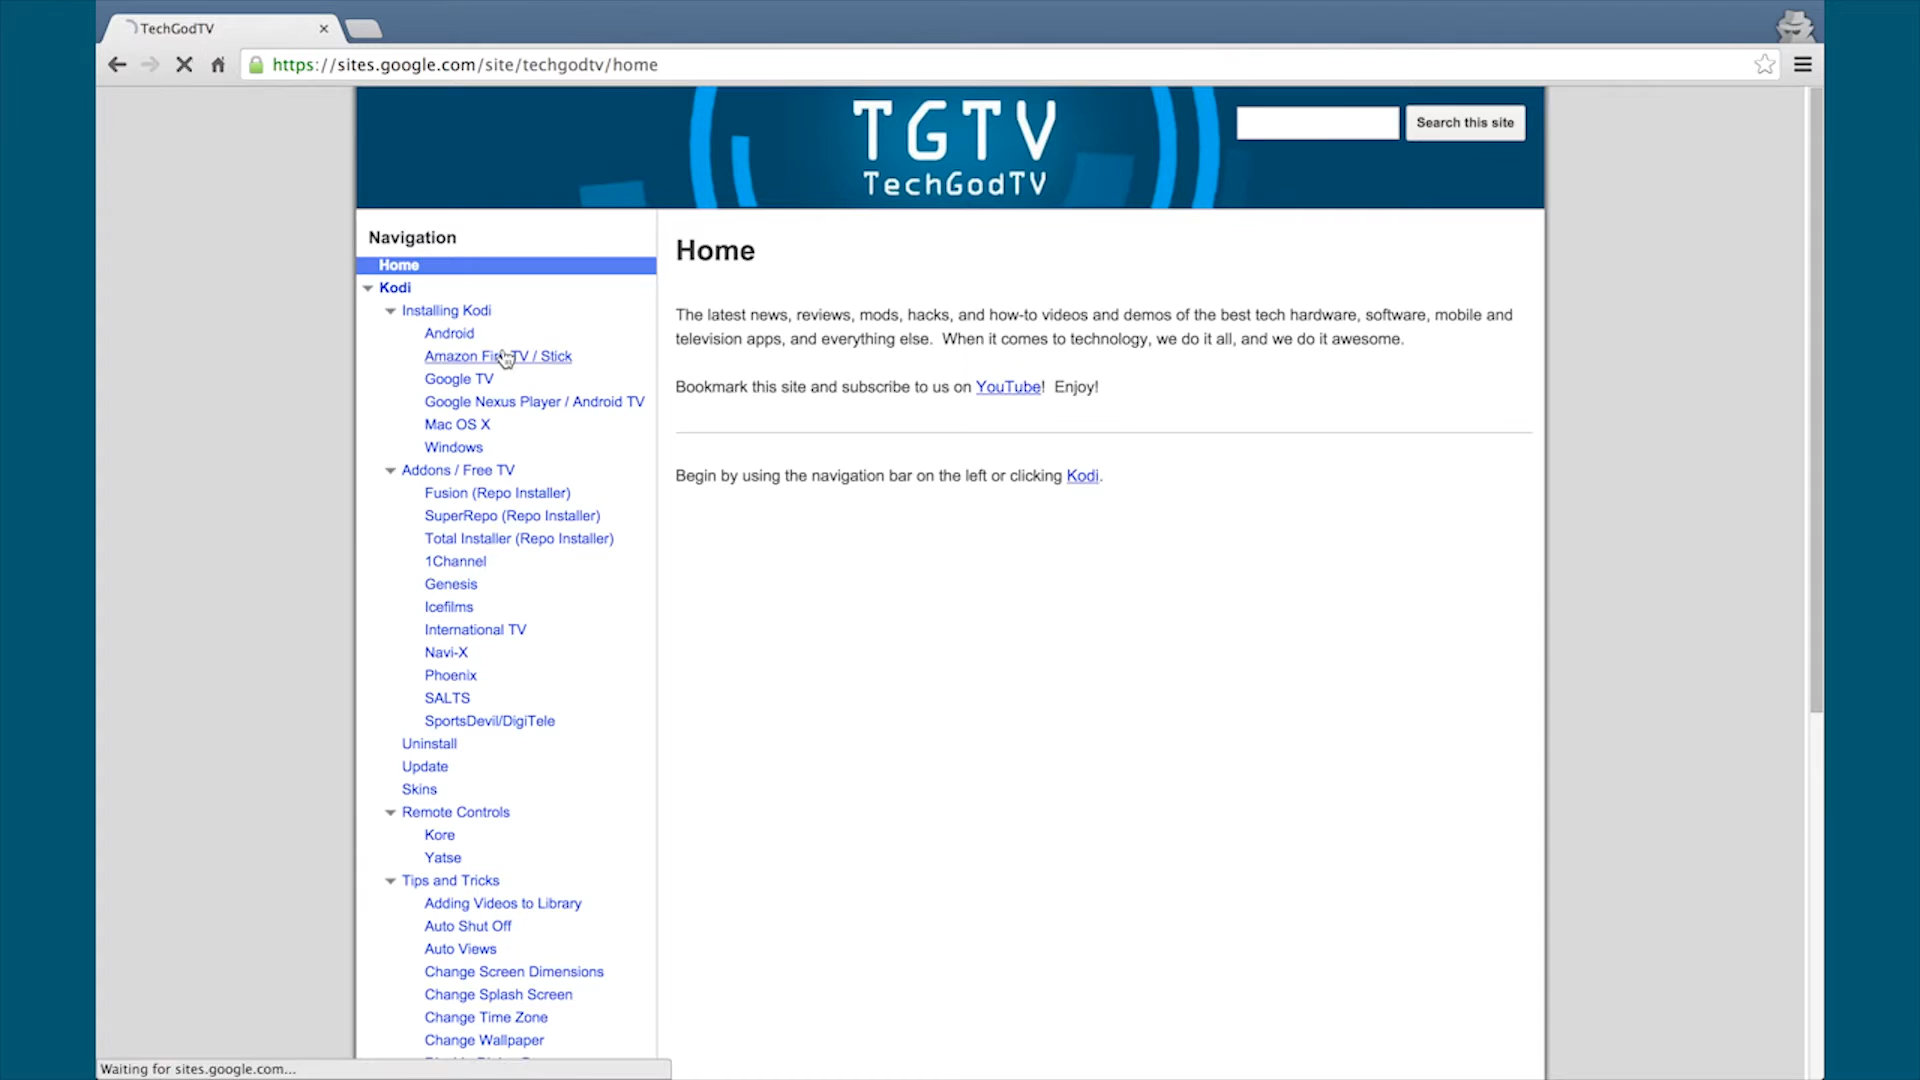 TechGodTV
https://sites.google.com/site/techgodtv/home
TGTV
TechGodTV
Search this site
Navigation
Home
Kodi
Installing Kodi
Android
Amazon Fire TV / Stick
Google TV
Google Nexus Player / Android TV
Mac OS X
Windows
Addons / Free TV
Fusion (Repo Installer)
SuperRepo (Repo Installer)
Total Installer (Repo Installer)
1Channel
Genesis
Icefilms
International TV
Navi-X
Phoenix
SALTS
SportsDevil/DigiTele
Uninstall
Update
Skins
Remote Controls
Kore
Yatse
Tips and Tricks
Adding Videos to Library
Auto Shut Off
Auto Views
Change Screen Dimensions
Change Splash Screen
Change Time Zone
Change Wallpaper
Home
The latest news, reviews, mods, hacks, and how-to videos and demos of the best tech hardware, software, mobile and
television apps, and everything else. When it comes to technology, we do it all, and we do it awesome.
Bookmark this site and subscribe to us on YouTube! Enjoy!
Begin by using the navigation bar on the left or clicking Kodi.
Waiting for sites.google.com...